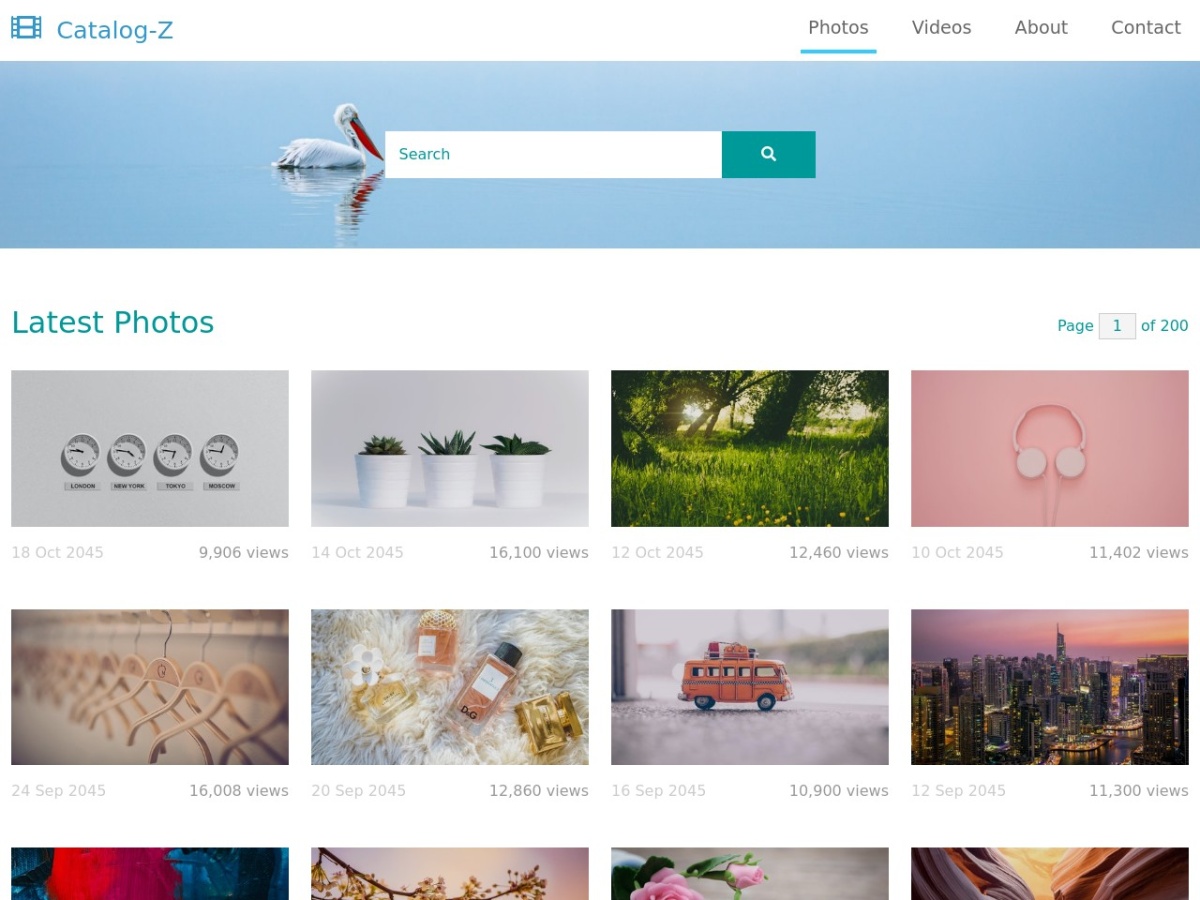 Catalog-Z
Photos Videos About Contact
Search
Latest Photos
Page 1 of 200
LONDON NEW YORK TOKYO MOSCOW
18 Oct 2045 9,906 views
14 Oct 2045 16,100 views
12 Oct 2045 12,460 views
10 Oct 2045 11,402 views
D&G
24 Sep 2045 16,008 views
20 Sep 2045 12,860 views
16 Sep 2045 10,900 views
12 Sep 2045 11,300 views